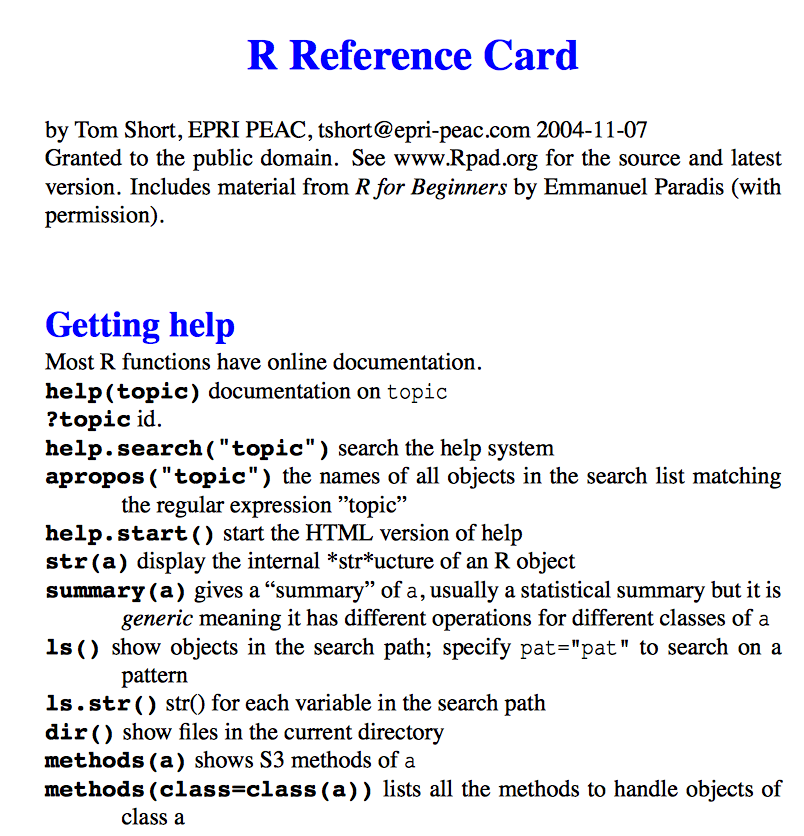 R Reference Card
by Tom Short, EPRI PEAC, tshort@epri-peac.com 2004-11-07
Granted to the public domain. See www.Rpad.org for the source and latest
version. Includes material from R for Beginners by Emmanuel Paradis (with
permission).
Getting help
Most R functions have online documentation.
help(topic) documentation on topic
?topic id.
help.search("topic") search the help system
apropos("topic") the names of all objects in the search list matching
the regular expression ”topic”
help.start() start the HTML version of help
str(a) display the internal *str*ucture of an R object
summary(a) gives a “summary” of a, usually a statistical summary but it is
generic meaning it has different operations for different classes of a
ls() show objects in the search path; specify pat="pat" to search on a
pattern
ls.str() str() for each variable in the search path
dir() show files in the current directory
methods(a) shows S3 methods of a
methods(class=class(a)) lists all the methods to handle objects of
class a